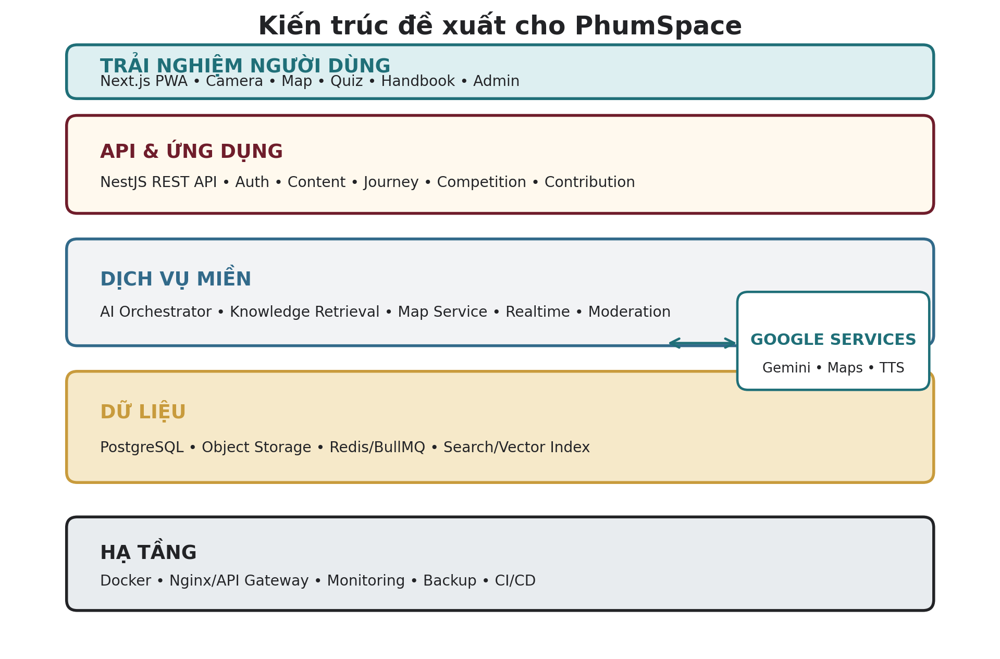 Kiến trúc đề xuất cho PhumSpace
TRẢI NGHIỆM NGƯỜI DÙNG
Next.js PWA • Camera • Map • Quiz • Handbook • Admin
API & ỨNG DỤNG
NestJS REST API • Auth • Content • Journey • Competition • Contribution
DỊCH VỤ MIỀN
AI Orchestrator • Knowledge Retrieval • Map Service • Realtime • Moderation
GOOGLE SERVICES
Gemini • Maps • TTS
DỮ LIỆU
PostgreSQL • Object Storage • Redis/BullMQ • Search/Vector Index
HẠ TẦNG
Docker • Nginx/API Gateway • Monitoring • Backup • CI/CD